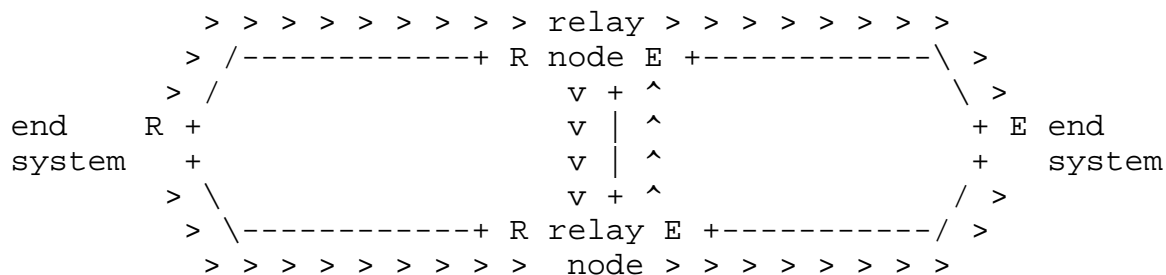 > > > > > > > > > relay > > > > > > > >
> /------------+ R node E +------------\ >
> / v + ^ \ >
end R + v | ^ + E end
system + v | ^ + system
> \ v + ^ / >
> \------------+ R relay E +-----------/ >
> > > > > > > > > node > > > > > > > >